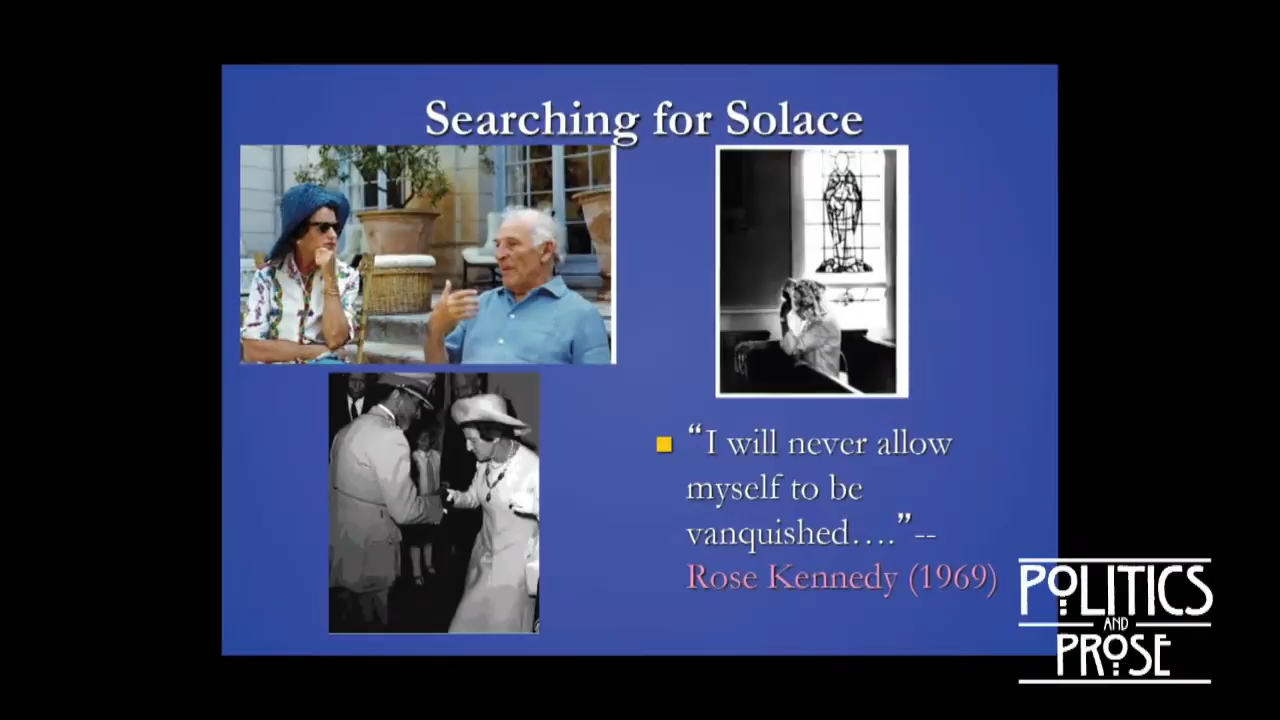 Searching for Solace
“I will never allow
myself to be
vanquished….”--
Rose Kennedy (1969)
POLITICS
AND
PROSE